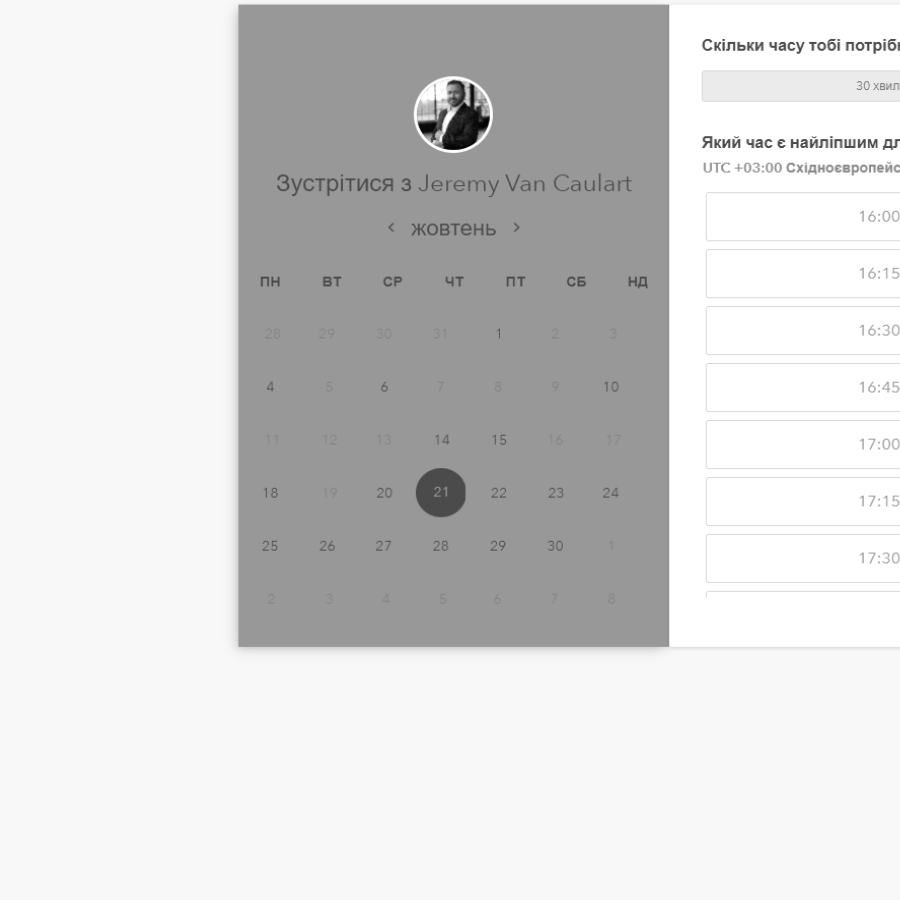 Зустрітися з Jeremy Van Caulart
жовтень
ПН ВТ СР ЧТ ПТ СБ НД
28 29 30 31 1 2 3
4 5 6 7 8 9 10
11 12 13 14 15 16 17
18 19 20 21 22 23 24
25 26 27 28 29 30 1
2 3 4 5 6 7 8
Скільки часу тобі потріб
30 хвил
Який час є найліпшим дл
UTC +03:00 Східноєвропейс
16:00
16:15
16:30
16:45
17:00
17:15
17:30